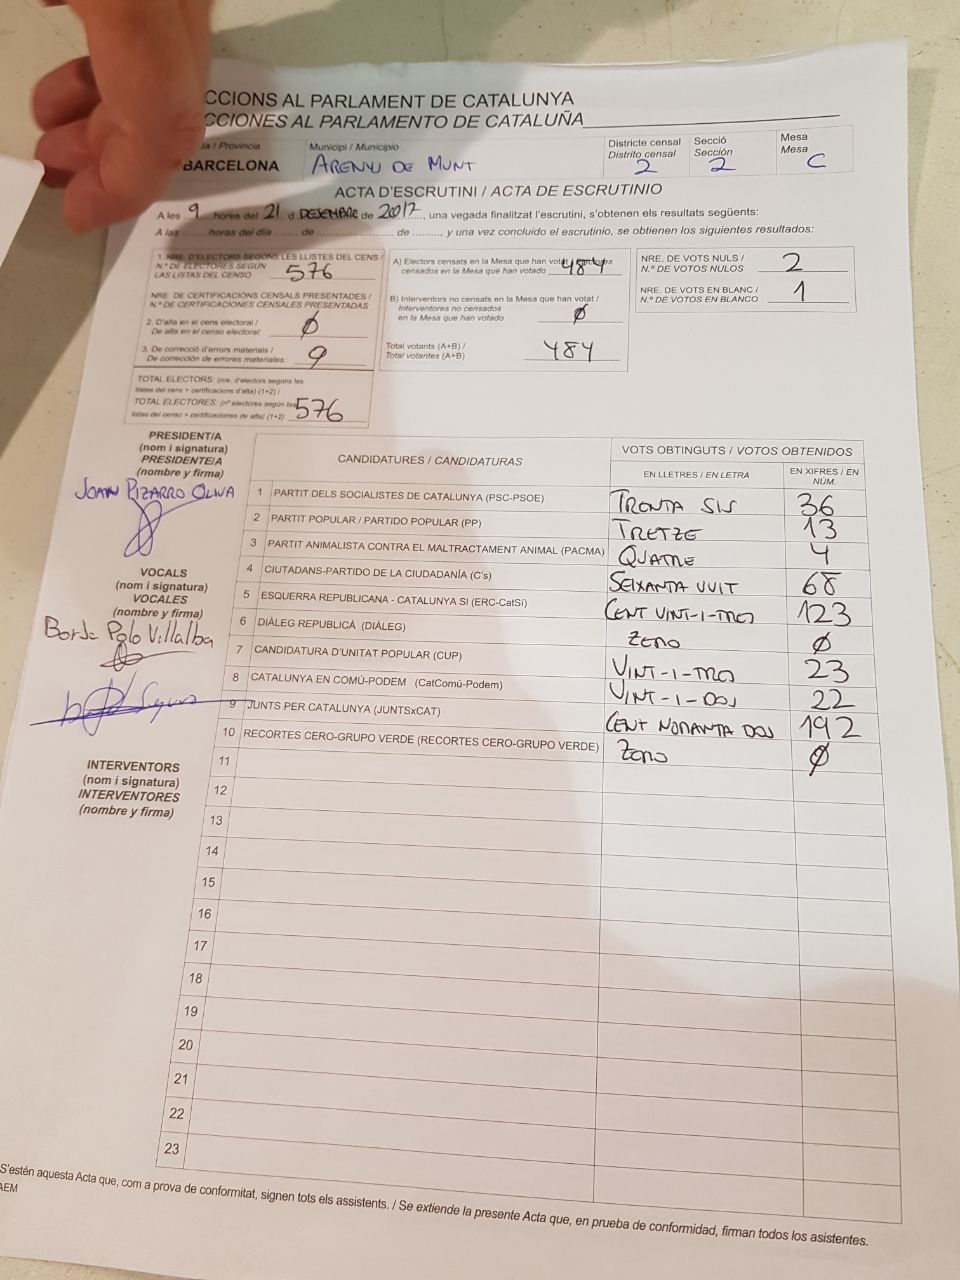 CCIONS AL PARLAMENT DE CATALUNYA
CCIONES AL PARLAMENTO DE CATALUÑA
/ Provincia
BARCELONA
Municipi / Municipio
ARENYU DE MUNT
Districte censal
Distrito censal
2
Secció
Sección
2
Mesa
Mesa
C
ACTA D'ESCRUTINI / ACTA DE ESCRUTINIO
A les 9 hores del 21 d DESEMBRE de 2017, una vegada finalitzat l'escrutini, s'obtenen els resultats següents:
A las ........ horas del día ........ de ........................ de ........, y una vez concluido el escrutinio, se obtienen los siguientes resultados:
1. NRE. D'ELECTORS SEGONS LES LLISTES DEL CENS /
N.º DE ELECTORES SEGÚN
LAS LISTAS DEL CENSO 576
NRE. DE CERTIFICACIONS CENSALS PRESENTADES /
N.º DE CERTIFICACIONES CENSALES PRESENTADAS
2. D'alta en el cens electoral /
De alta en el censo electoral: Ø
3. De correcció d'errors materials /
De corrección de errores materiales: 9
TOTAL ELECTORS: (nre. d'electors segons les
llistes del cens + certificacions d'alta) (1+2) /
TOTAL ELECTORES: (nº electores según las
listas del censo + certificaciones de alta) (1+2) 576
A) Electors censats en la Mesa que han votat / Electores
censados en la Mesa que han votado 484
B) Interventors no censats en la Mesa que han votat /
Interventores no censados
en la Mesa que han votado Ø
Total votants (A+B) /
Total votantes (A+B) 484
NRE. DE VOTS NULS /
N.º DE VOTOS NULOS 2
NRE. DE VOTS EN BLANC /
N.º DE VOTOS EN BLANCO 1
PRESIDENT/A
(nom i signatura)
PRESIDENTE/A
(nombre y firma)
JOAN PIZARRO OLIVA
VOCALS
(nom i signatura)
VOCALES
(nombre y firma)
Borja Polo Villalba
Segura
INTERVENTORS
(nom i signatura)
INTERVENTORES
(nombre y firma)
CANDIDATURES / CANDIDATURAS
VOTS OBTINGUTS / VOTOS OBTENIDOS
EN LLETRES / EN LETRA
EN XIFRES / EN NÚM.
1 PARTIT DELS SOCIALISTES DE CATALUNYA (PSC-PSOE) TRENTA SIS 36
2 PARTIT POPULAR / PARTIDO POPULAR (PP) TRETZE 13
3 PARTIT ANIMALISTA CONTRA EL MALTRACTAMENT ANIMAL (PACMA) QUATRE 4
4 CIUTADANS-PARTIDO DE LA CIUDADANÍA (C's) SEIXANTA VUIT 68
5 ESQUERRA REPUBLICANA - CATALUNYA SI (ERC-CatSí) CENT VINT-I-TRES 123
6 DIÀLEG REPUBLICÀ (DIÀLEG) ZERO Ø
7 CANDIDATURA D'UNITAT POPULAR (CUP) VINT-I-TRES 23
8 CATALUNYA EN COMÚ-PODEM (CatComú-Podem) VINT-I-DOS 22
9 JUNTS PER CATALUNYA (JUNTSxCAT) CENT NORANTA DOS 192
10 RECORTES CERO-GRUPO VERDE (RECORTES CERO-GRUPO VERDE) ZERO Ø
11
12
13
14
15
16
17
18
19
20
21
22
23
S'estén aquesta Acta que, com a prova de conformitat, signen tots els assistents. / Se extiende la presente Acta que, en prueba de conformidad, firman todos los asistentes.
AEM